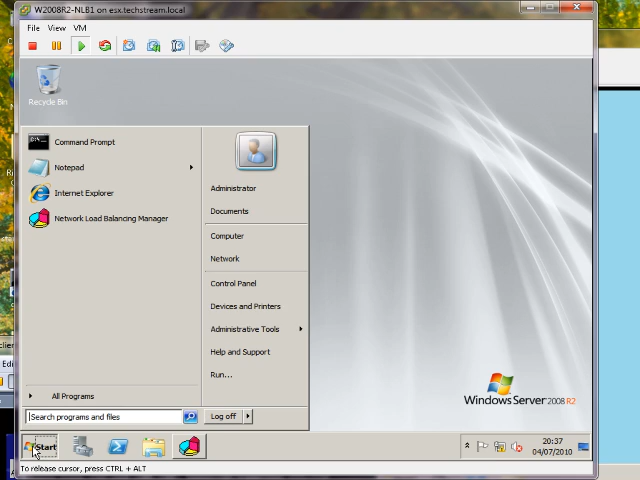 W2008R2-NLB1 on esx.techstream.local
File View VM
Recycle Bin
Command Prompt
Notepad
Internet Explorer
Network Load Balancing Manager
All Programs
Search programs and files
Administrator
Documents
Computer
Network
Control Panel
Devices and Printers
Administrative Tools
Help and Support
Run...
Log off
Windows Server 2008 R2
Start
20:37
04/07/2010
To release cursor, press CTRL + ALT